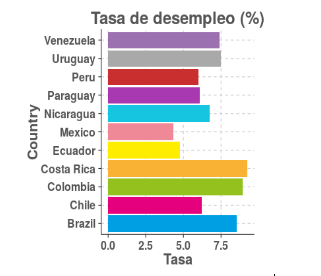 Tasa de desempleo (%)
Venezuela
Uruguay
Peru
Paraguay
Nicaragua
Mexico
Ecuador
Costa Rica
Colombia
Chile
Brazil
Country
0.0 2.5 5.0 7.5
Tasa